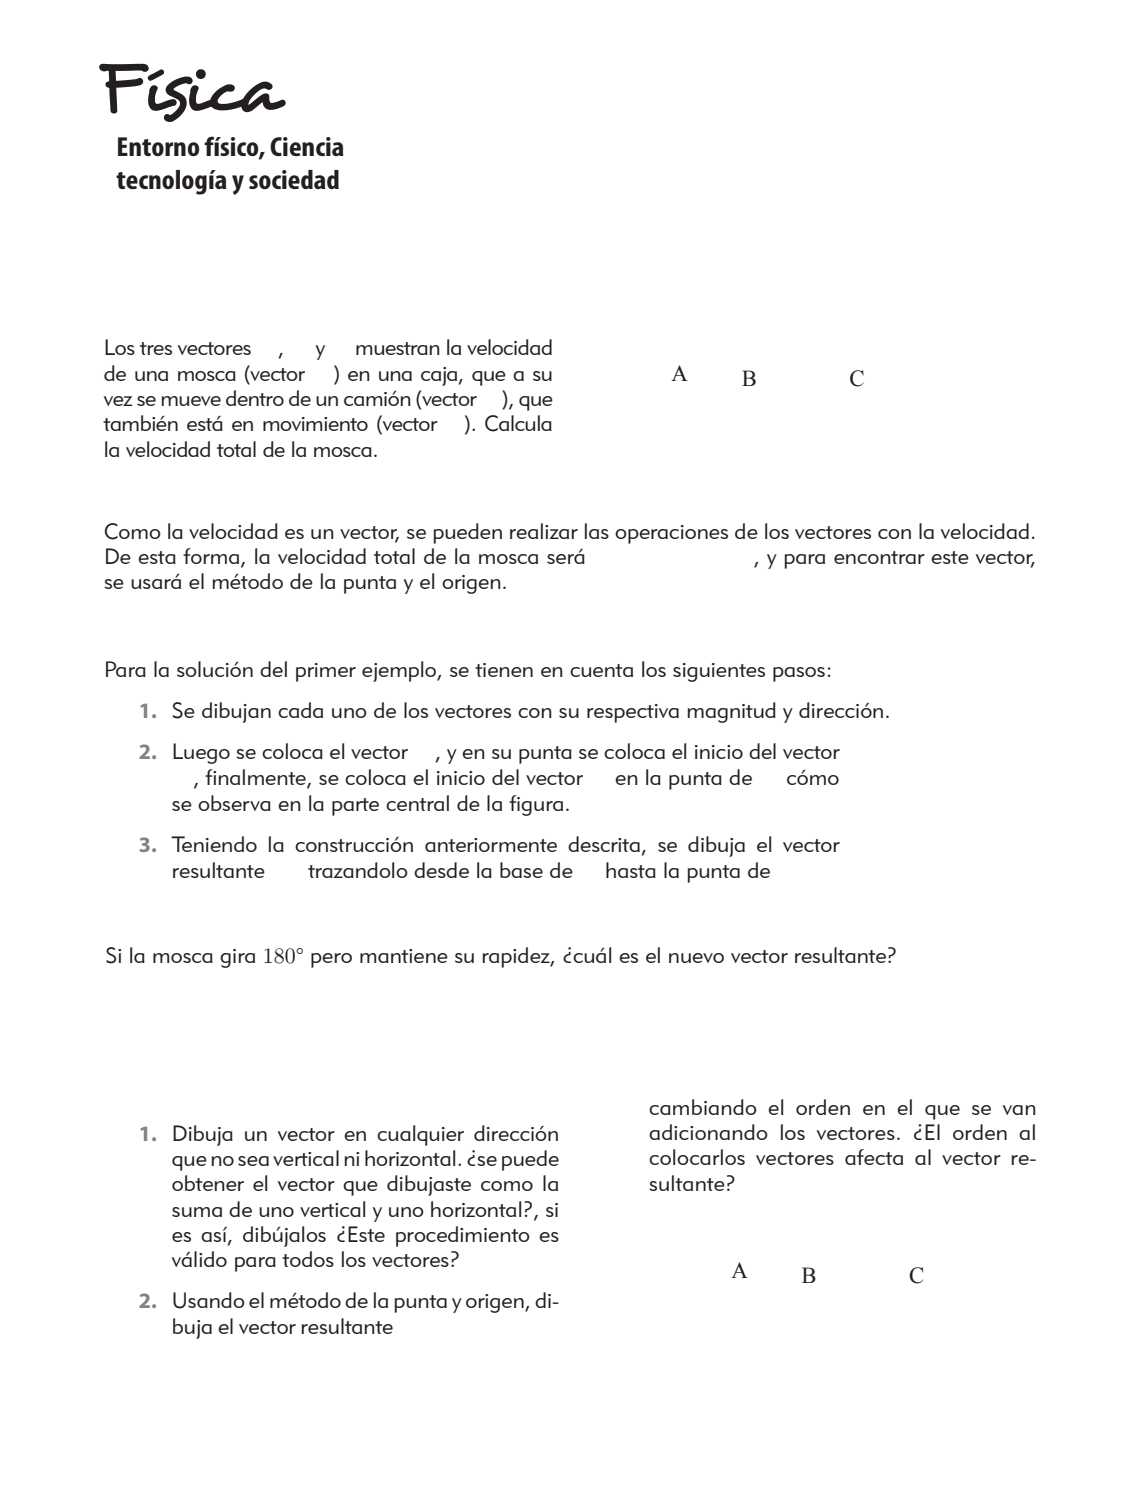 Física
Entorno físico, Ciencia
tecnología y sociedad
Los tres vectores , y muestran la velocidad
de una mosca (vector ) en una caja, que a su
vez se mueve dentro de un camión (vector ), que
también está en movimiento (vector ). Calcula
la velocidad total de la mosca.
A B C
Como la velocidad es un vector, se pueden realizar las operaciones de los vectores con la velocidad.
De esta forma, la velocidad total de la mosca será , y para encontrar este vector,
se usará el método de la punta y el origen.
Para la solución del primer ejemplo, se tienen en cuenta los siguientes pasos:
1. Se dibujan cada uno de los vectores con su respectiva magnitud y dirección.
2. Luego se coloca el vector , y en su punta se coloca el inicio del vector
, finalmente, se coloca el inicio del vector en la punta de cómo
se observa en la parte central de la figura.
3. Teniendo la construcción anteriormente descrita, se dibuja el vector
resultante trazandolo desde la base de hasta la punta de
Si la mosca gira 180° pero mantiene su rapidez, ¿cuál es el nuevo vector resultante?
1. Dibuja un vector en cualquier dirección
que no sea vertical ni horizontal. ¿se puede
obtener el vector que dibujaste como la
suma de uno vertical y uno horizontal?, si
es así, dibújalos ¿Este procedimiento es
válido para todos los vectores?
2. Usando el método de la punta y origen, di-
buja el vector resultante
cambiando el orden en el que se van
adicionando los vectores. ¿El orden al
colocarlos vectores afecta al vector re-
sultante?
A B C